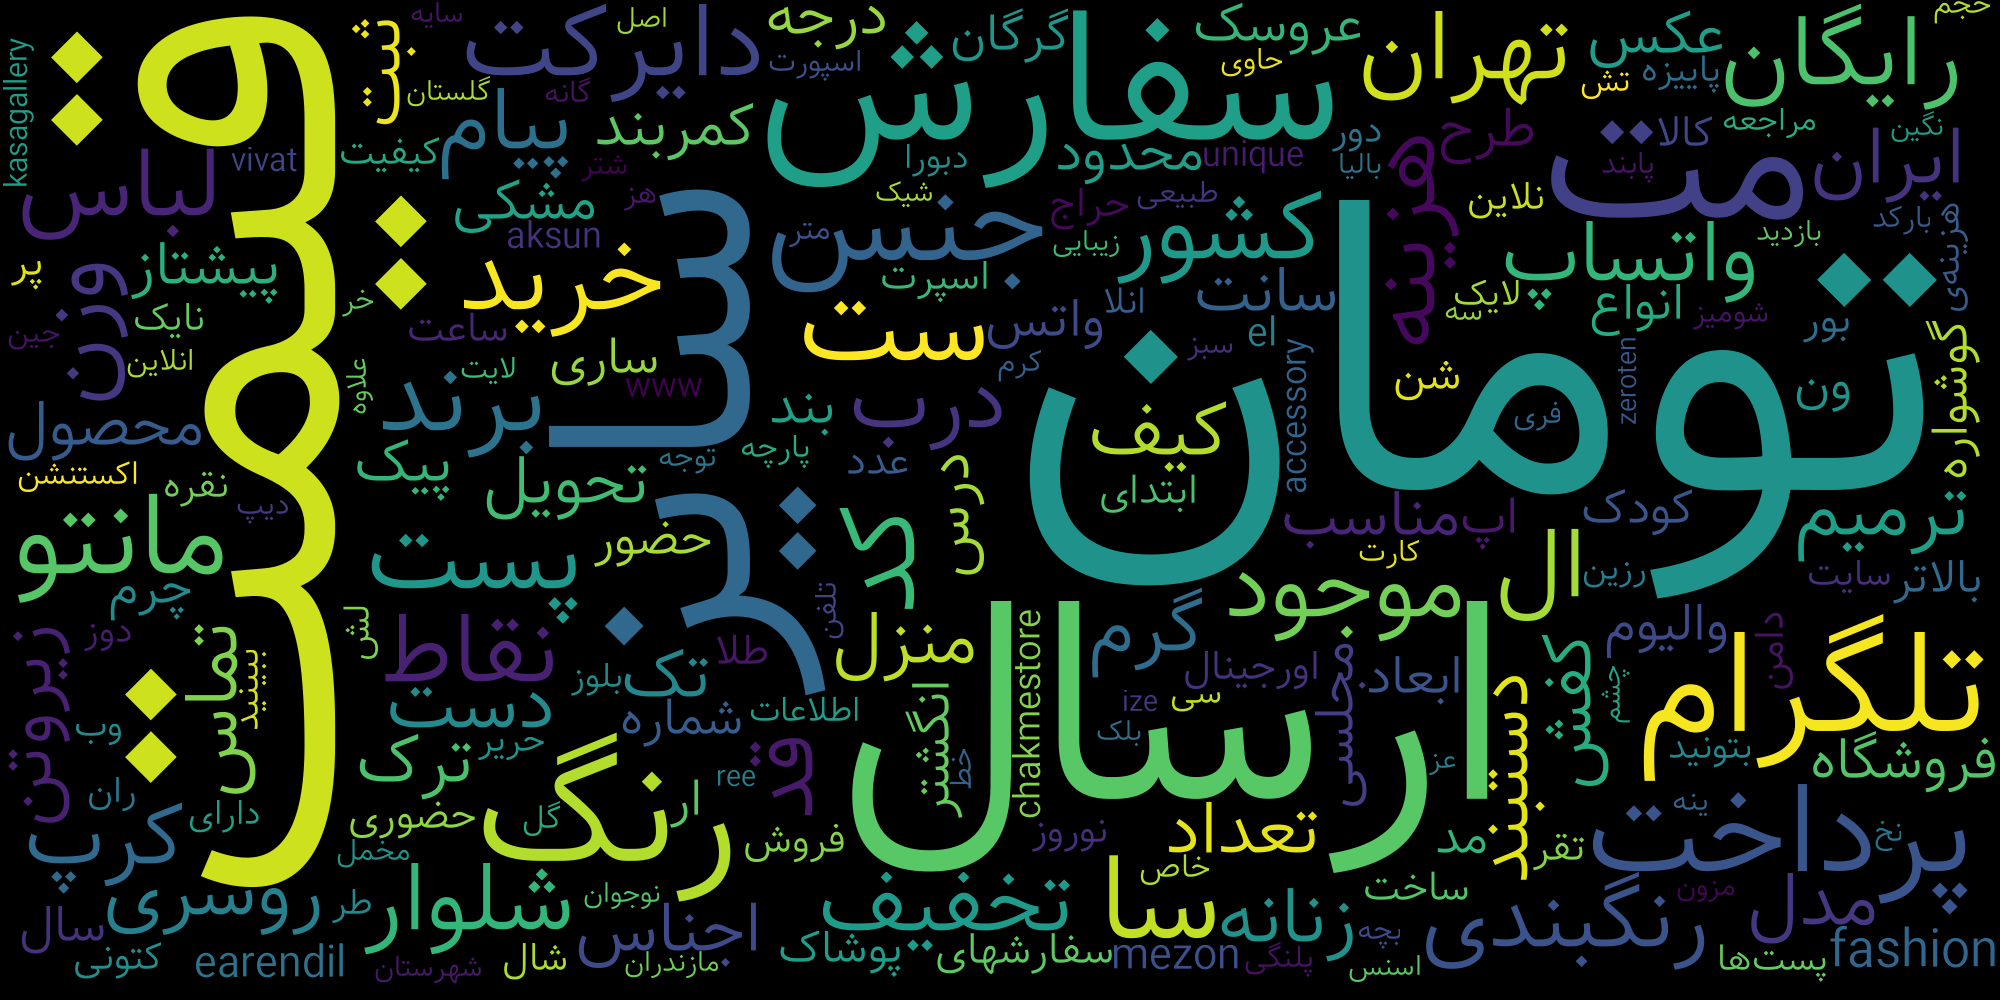 قیمت
تومان
ارسال
سایز
سفارش
رنگ
تلگرام
پرداخت
مت
جنس
خرید
ست
تهران
رایگان
دایرکت
درجه
گرگان
عروسک
عکس
حجم
سایه
اصل
اسپورت
حاوی
تش
پاییزه
ثبت
گلستان
گانه
kasagallery
پیام
کمربند
کیفیت
لباس
vivat
شتر
دبورا
محدود
unique
دور
بالیا
طرح
کالا
مراجعه
نگین
پابند
ایران
هزینه
مشکی
هز
شیک
aksun
متر
حراج
طبیعی
زیبایی
کشور
نلاین
بارکد
بازدید
هزینه‌ی
وزن
پیشتاز
پر
خر
اسپرت
سانت
واتساپ
لایک
سه
انواع
شومیز
بور
نایک
جین
انلاین
ساعت
ساری
لایت
www
واتس
انلا
el
سبز
کرم
accessory
شن
zeroten
ون
گوشواره
علاوه
برند
بند
درب
کیف
فری
محصول
اکستنشن
نقره
دیپ
پیک
تحویل
توجه
پارچه
عدد
درس
ابتدای
مناسب
اپ
کودک
ترمیم
مانتو
پست
حضور
کد
کارت
ال
رزین
سایت
بالاتر
چرم
موجود
تلفن
لش
نقاط
طلا
منزل
chakmestore
گرم
اورجینال
مجلسی
ابعاد
والیوم
دامن
چشم
کفش
زیروتن
دوز
تماس
ببینید
دست
بلوز
تک
شماره
اطلاعات
انگشتر
خط
سی
ize
بلک
دستبند
بتونید
فروشگاه
وب
ران
ترک
حریر
ree
قد
عز
کرپ
دارای
حضوری
محمل
گل
ار
فروش
نوروز
تعداد
مد
تقر
ینه
نخ
روسری
طر
شلوار
نوجوان
تخفیف
سا
خاص
ساخت
مزون
مدل
سال
کتونی
earendil
شهرستان
شال
اجناس
مازندران
پوشاک
سفارشهای
mezon
زنانه
پلنگی
بچه
اسنس
رنگبندی
پست‌ها
fashion